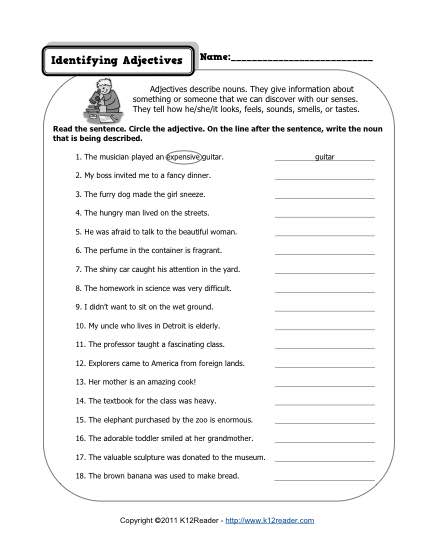 Identifying Adjectives
Name:___________________________
Adjectives describe nouns. They give information about
something or someone that we can discover with our senses.
They tell how he/she/it looks, feels, sounds, smells, or tastes.
Read the sentence. Circle the adjective. On the line after the sentence, write the noun
that is being described.
1. The musician played an expensive guitar. guitar
2. My boss invited me to a fancy dinner.
3. The furry dog made the girl sneeze.
4. The hungry man lived on the streets.
5. He was afraid to talk to the beautiful woman.
6. The perfume in the container is fragrant.
7. The shiny car caught his attention in the yard.
8. The homework in science was very difficult.
9. I didn't want to sit on the wet ground.
10. My uncle who lives in Detroit is elderly.
11. The professor taught a fascinating class.
12. Explorers came to America from foreign lands.
13. Her mother is an amazing cook!
14. The textbook for the class was heavy.
15. The elephant purchased by the zoo is enormous.
16. The adorable toddler smiled at her grandmother.
17. The valuable sculpture was donated to the museum.
18. The brown banana was used to make bread.
Copyright ©2011 K12Reader - http://www.k12reader.com